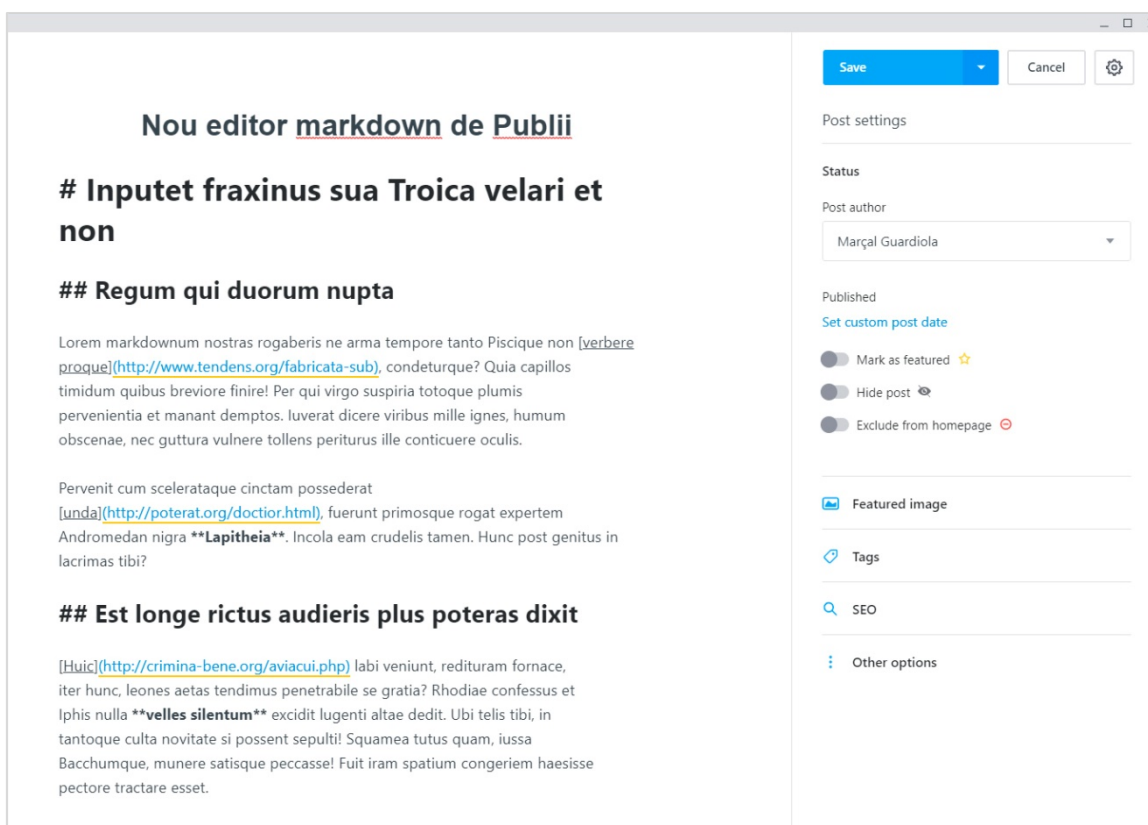 Nou editor markdown de Publii
# Inputet fraxinus sua Troica velari et
non
## Regum qui duorum nupta
Lorem markdownum nostras rogaberis ne arma tempore tanto Piscique non [verbere
proque](http://www.tendens.org/fabricata-sub), condeturque? Quia capillos
timidum quibus breviore finire! Per qui virgo suspiria totoque plumis
pervenientia et manant demptos. Iuverat dicere viribus mille ignes, humum
obscenae, nec guttura vulnere tollens periturus ille conticuere oculis.
Pervenit cum scelerataque cinctam possederat
[unda](http://poterat.org/doctior.html), fuerunt primosque rogat expertem
Andromedan nigra **Lapitheia**. Incola eam crudelis tamen. Hunc post genitus in
lacrimas tibi?
## Est longe rictus audieris plus poteras dixit
[Huic](http://crimina-bene.org/aviacui.php) labi veniunt, redituram fornace,
iter hunc, leones aetas tendimus penetrabile se gratia? Rhodiae confessus et
Iphis nulla **velles silentum** excidit lugenti altae dedit. Ubi telis tibi, in
tantoque culta novitate si possent sepulti! Squamea tutus quam, iussa
Bacchumque, munere satisque peccasse! Fuit iram spatium congeriem haesisse
pectore tractare esset.
Save
Cancel
Post settings
Status
Post author
Marçal Guardiola
Published
Set custom post date
Mark as featured
Hide post
Exclude from homepage
Featured image
Tags
SEO
Other options